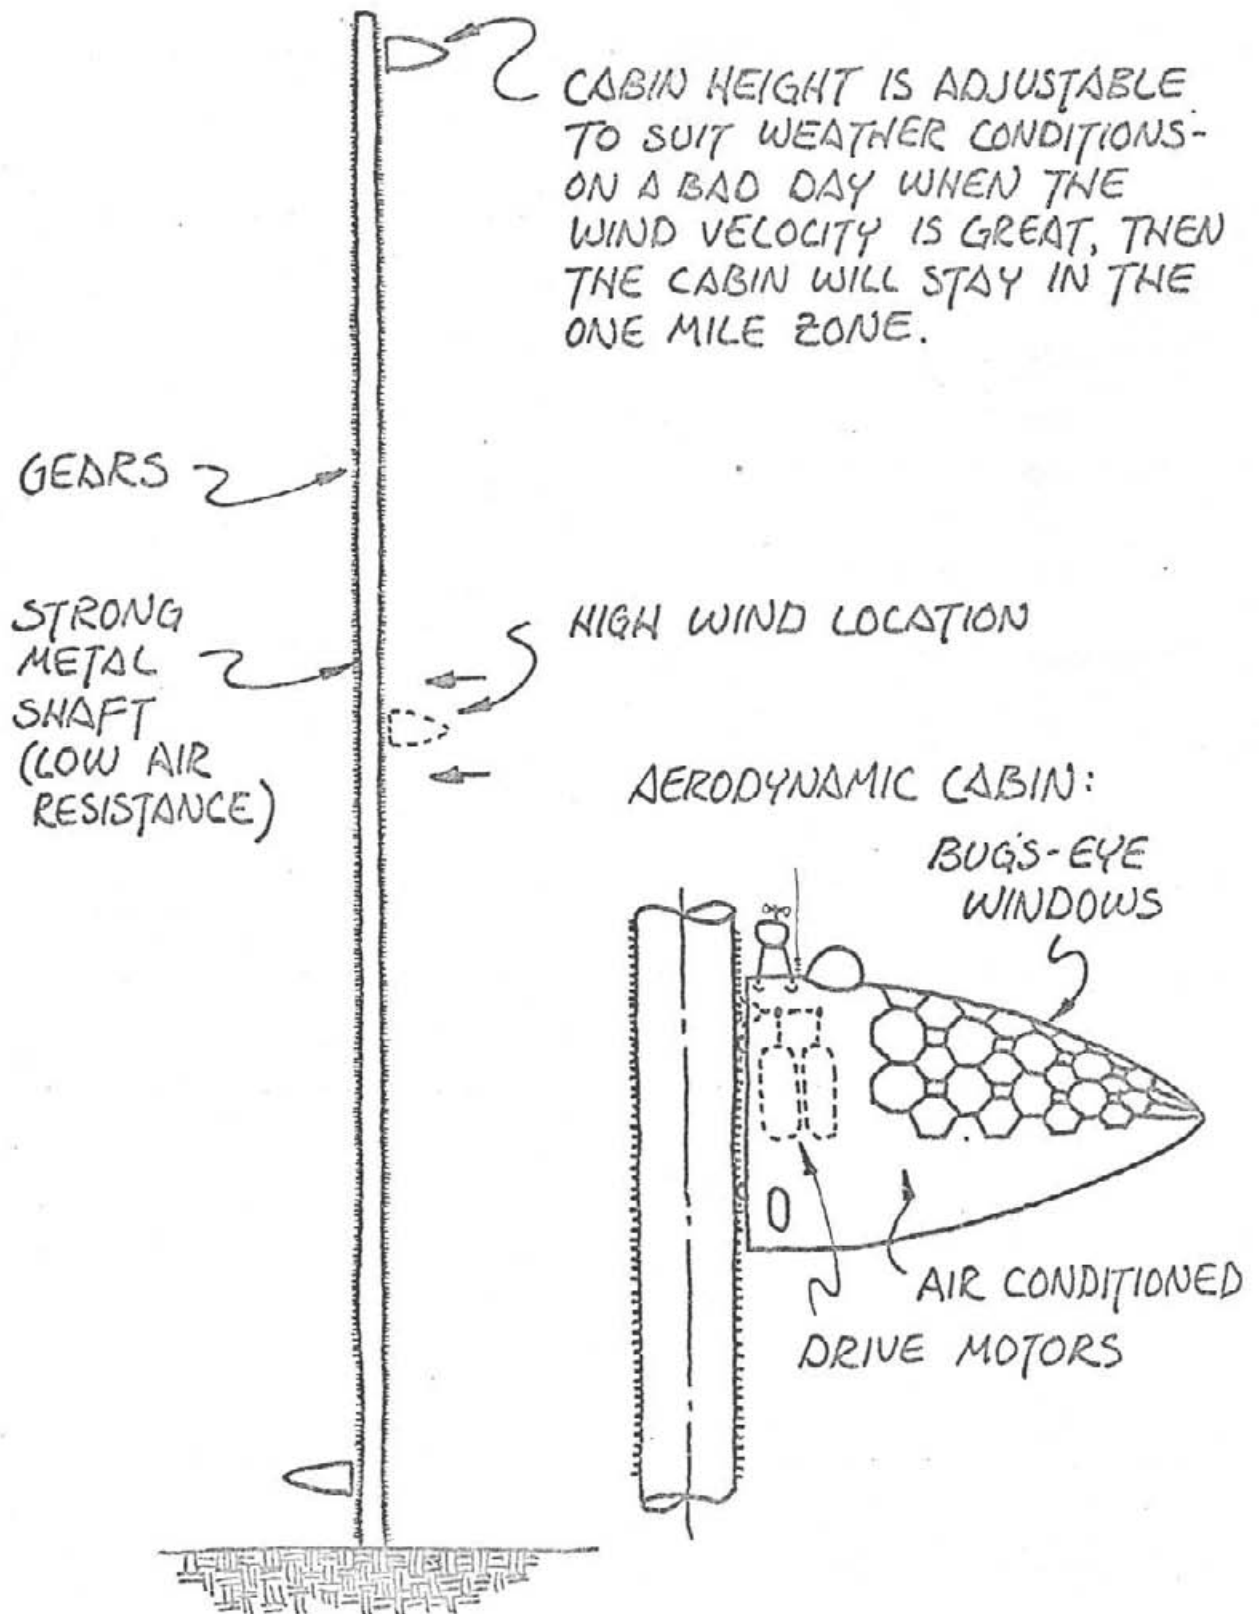 CABIN HEIGHT IS ADJUSTABLE
TO SUIT WEATHER CONDITIONS-
ON A BAD DAY WHEN THE
WIND VELOCITY IS GREAT, THEN
THE CABIN WILL STAY IN THE
ONE MILE ZONE.
GEARS
STRONG
METAL
SHAFT
(LOW AIR
RESISTANCE)
HIGH WIND LOCATION
AERODYNAMIC CABIN:
BUG'S-EYE
WINDOWS
AIR CONDITIONED
DRIVE MOTORS